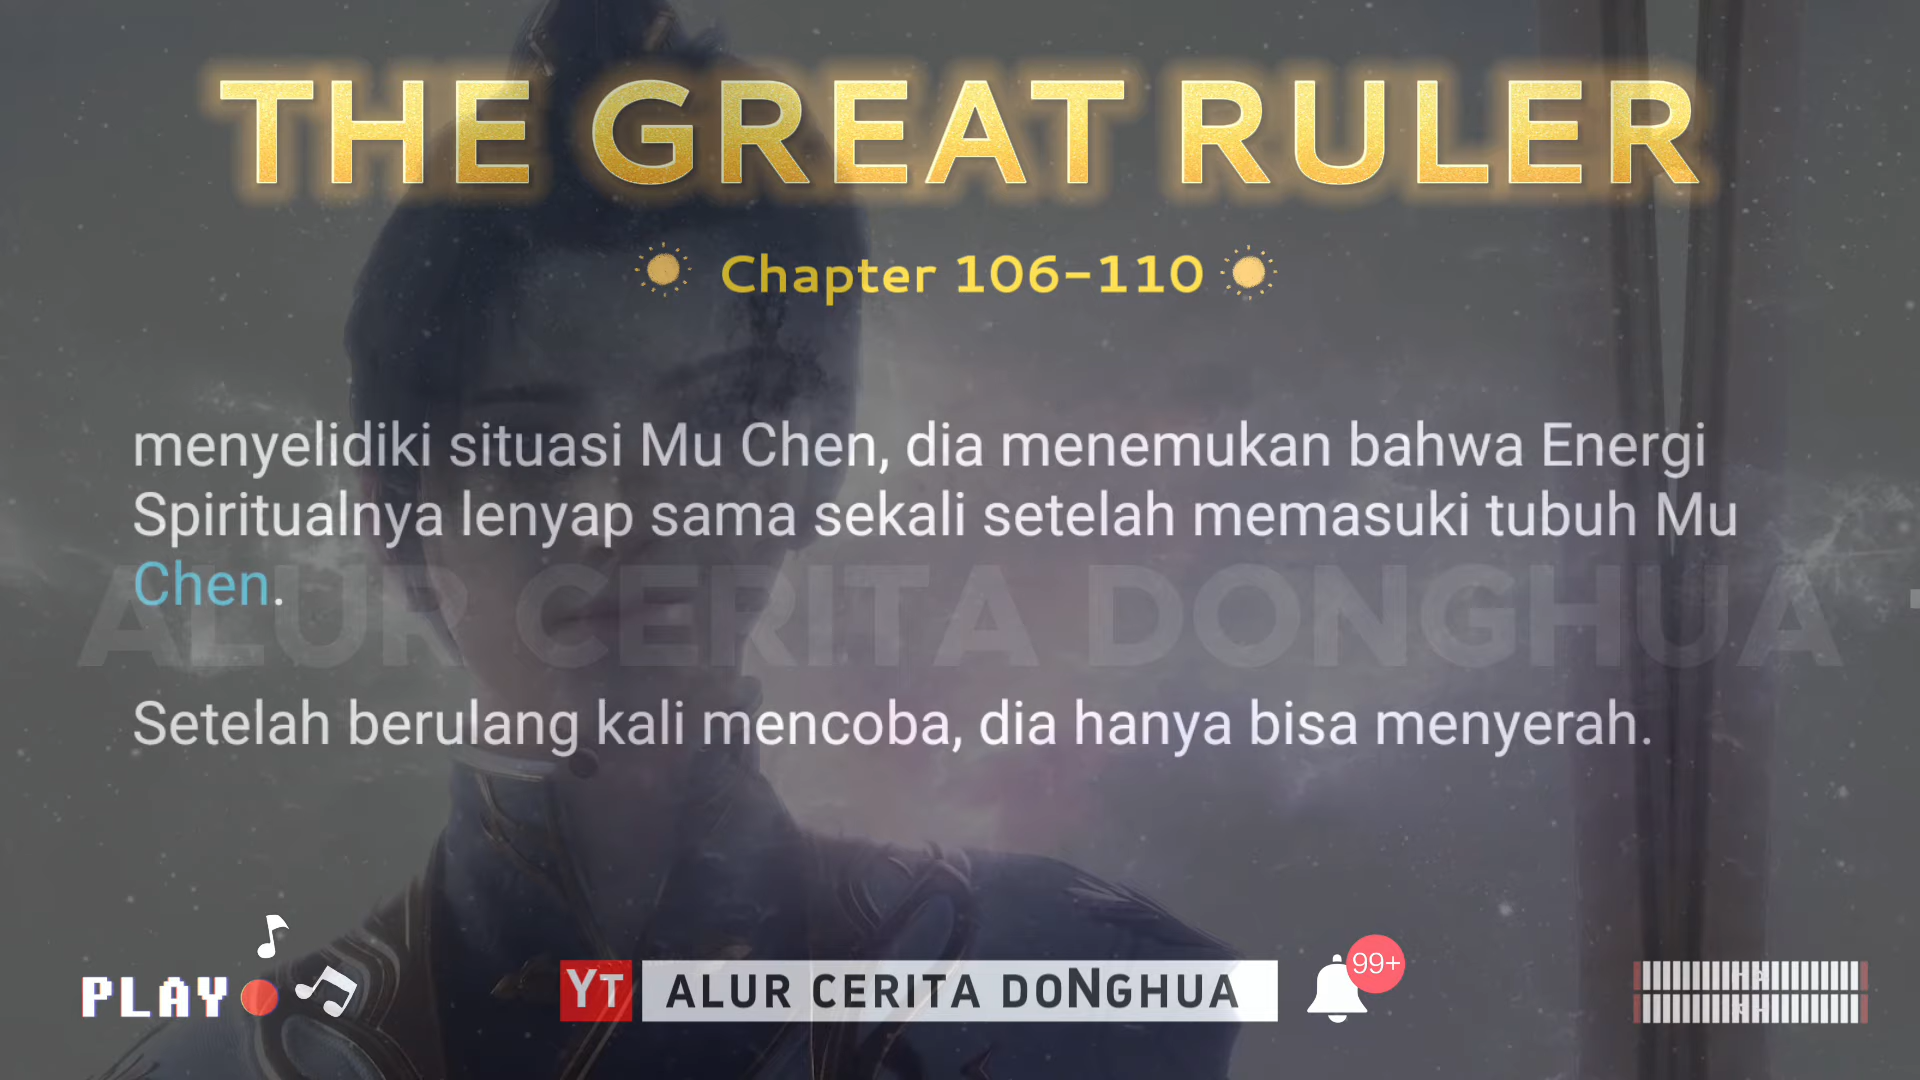 THE GREAT RULER
Chapter 106-110
menyelidiki situasi Mu Chen, dia menemukan bahwa Energi
Spiritualnya lenyap sama sekali setelah memasuki tubuh Mu
Chen.
ALUR CERITA DONGHUA
Setelah berulang kali mencoba, dia hanya bisa menyerah.
PLAY
YT ALUR CERITA DONGHUA
99+